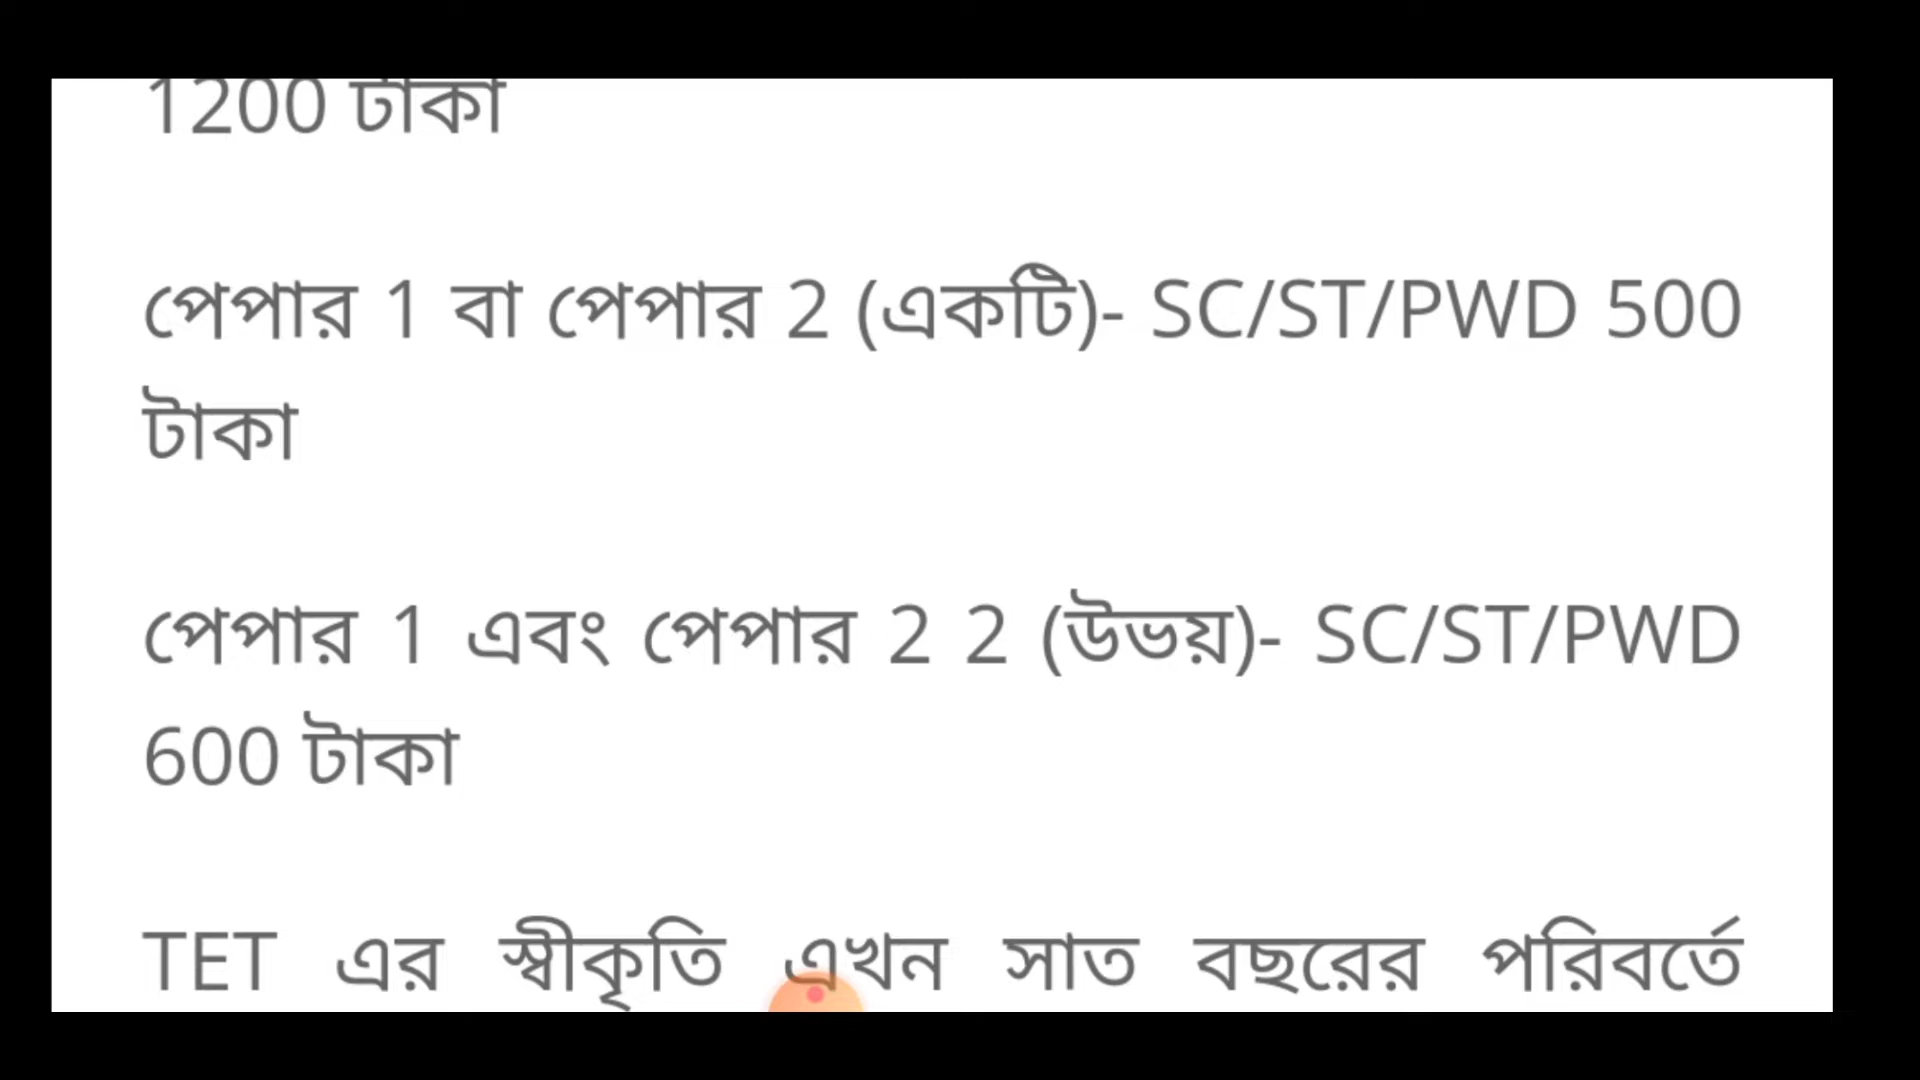 1200 টাকা
পেপার 1 বা পেপার 2 (একটি)- SC/ST/PWD 500
টাকা
পেপার 1 এবং পেপার 2 2 (উভয়)- SC/ST/PWD
600 টাকা
TET এর স্বীকৃতি এখন সাত বছরের পরিবর্তে